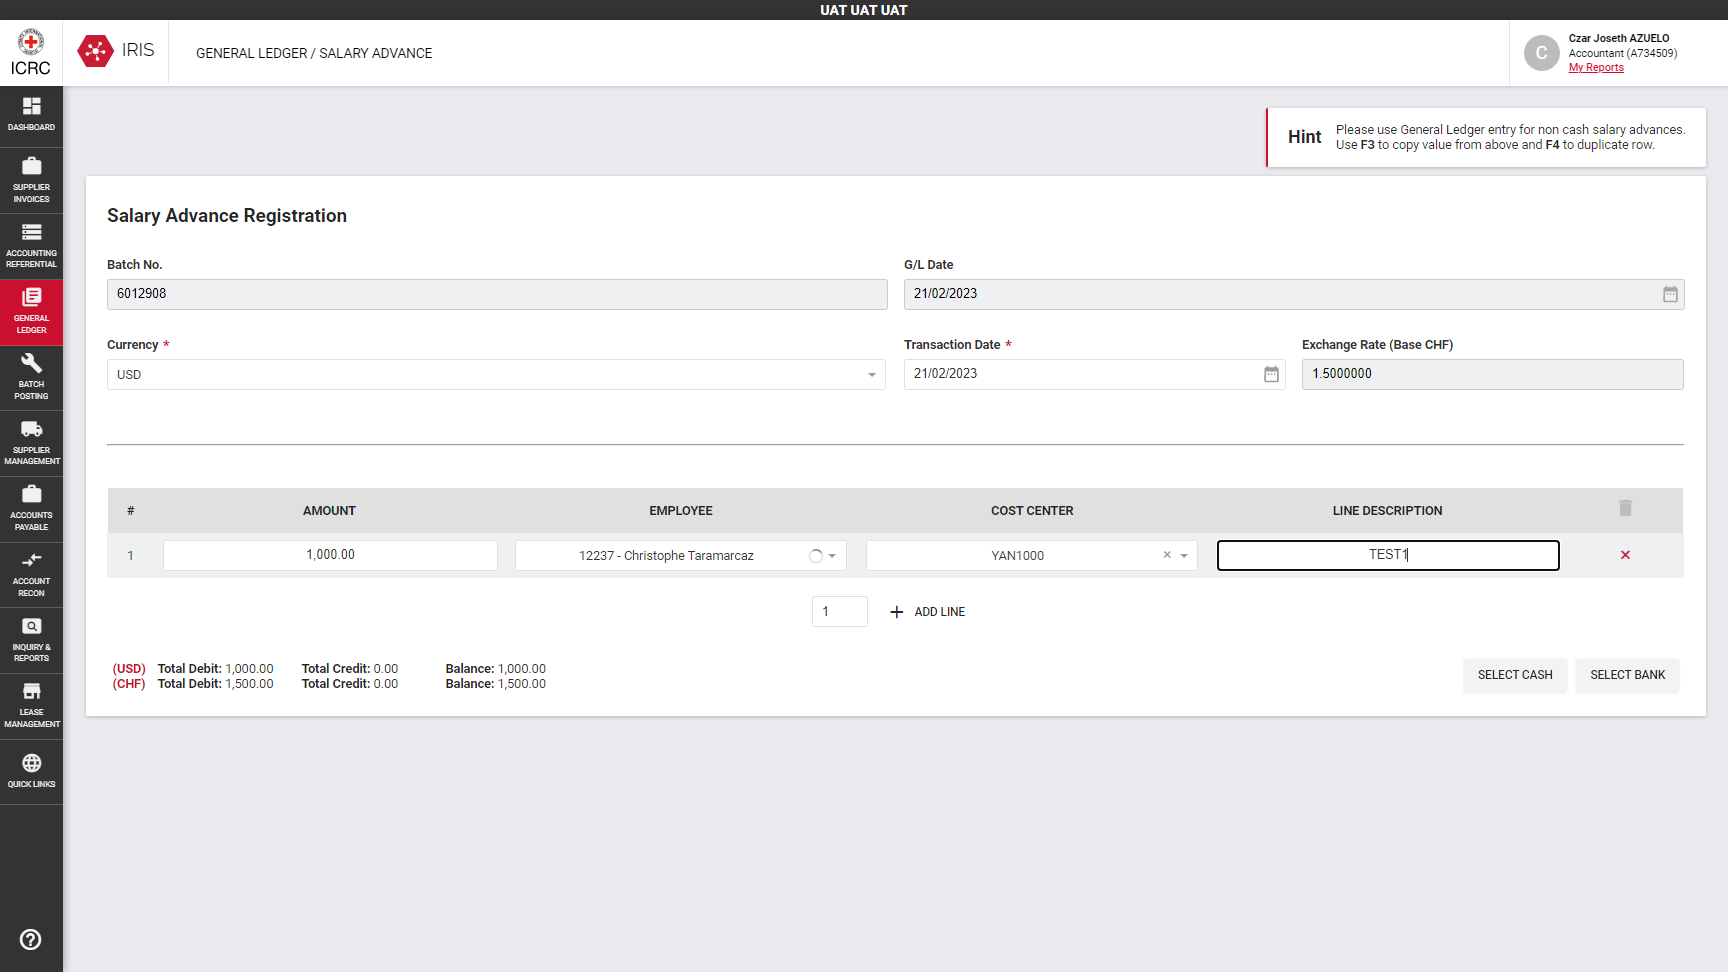 UAT UAT UAT
ICRC
IRIS
GENERAL LEDGER / SALARY ADVANCE
C
Czar Joseth AZUELO
Accountant (A734509)
My Reports
DASHBOARD
SUPPLIER
INVOICES
ACCOUNTING
REFERENTIAL
GENERAL
LEDGER
BATCH
POSTING
SUPPLIER
MANAGEMENT
ACCOUNTS
PAYABLE
ACCOUNT
RECON
INQUIRY &
REPORTS
LEASE
MANAGEMENT
QUICK LINKS
Hint
Please use General Ledger entry for non cash salary advances.
Use F3 to copy value from above and F4 to duplicate row.
Salary Advance Registration
Batch No.
6012908
G/L Date
21/02/2023
Currency *
USD
Transaction Date *
21/02/2023
Exchange Rate (Base CHF)
1.5000000
# AMOUNT EMPLOYEE COST CENTER LINE DESCRIPTION
1 1,000.00 12237 - Christophe Taramarcaz YAN1000 × TEST1
1 + ADD LINE
(USD) Total Debit: 1,000.00 Total Credit: 0.00 Balance: 1,000.00
(CHF) Total Debit: 1,500.00 Total Credit: 0.00 Balance: 1,500.00
SELECT CASH
SELECT BANK